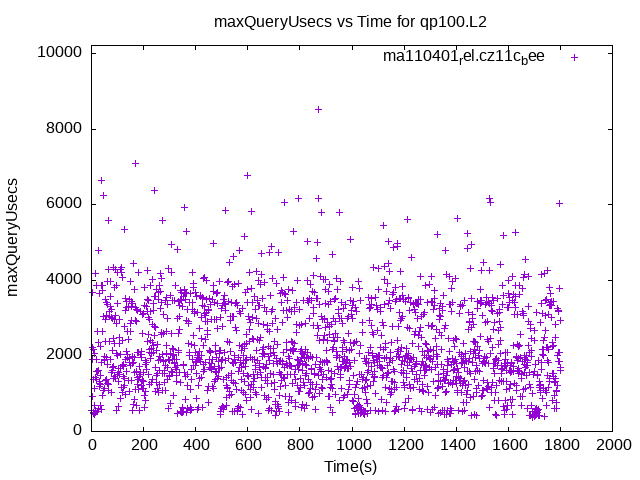 maxQueryUsecs vs Time for qp100.L2
ma110401rel.cz11cbee
10000
8000
6000
4000
2000
0
maxQueryUsecs
0 200 400 600 800 1000 1200 1400 1600 1800 2000
Time(s)